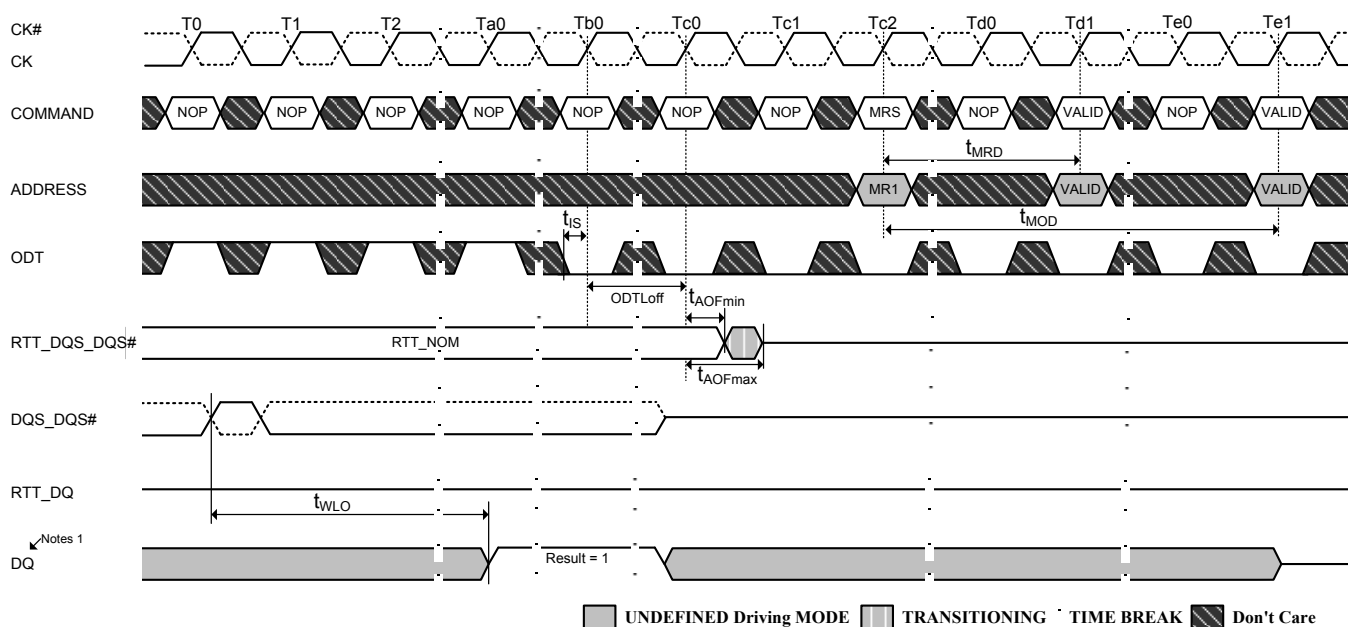 T0 T1 T2 Ta0 Tb0 Tc0 Tc1 Tc2 Td0 Td1 Te0 Te1
CK#
CK
COMMAND NOP NOP NOP NOP NOP NOP NOP MRS NOP VALID NOP VALID
tMRD
ADDRESS MR1 VALID VALID
tIS tMOD
ODT
ODTLoff tAOFmin
RTT_DQS_DQS# RTT_NOM
tAOFmax
DQS_DQS#
RTT_DQ
tWLO
Notes 1
DQ Result = 1
UNDEFINED Driving MODE TRANSITIONING TIME BREAK Don't Care